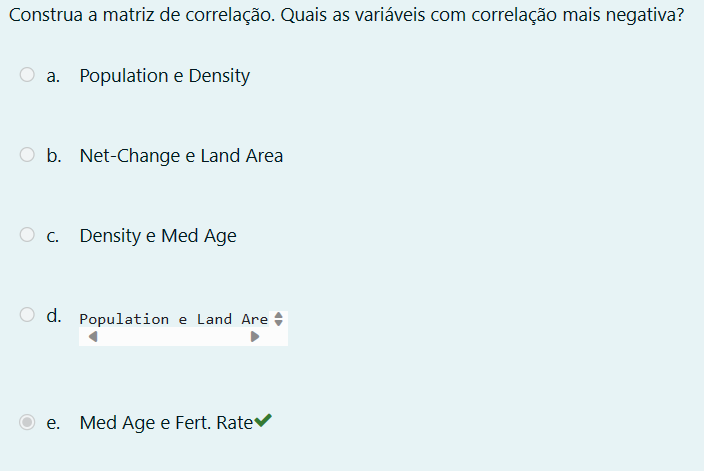 Construa a matriz de correlação. Quais as variáveis com correlação mais negativa?
a. Population e Density
b. Net-Change e Land Area
c. Density e Med Age
d. Population e Land Are
e. Med Age e Fert. Rate